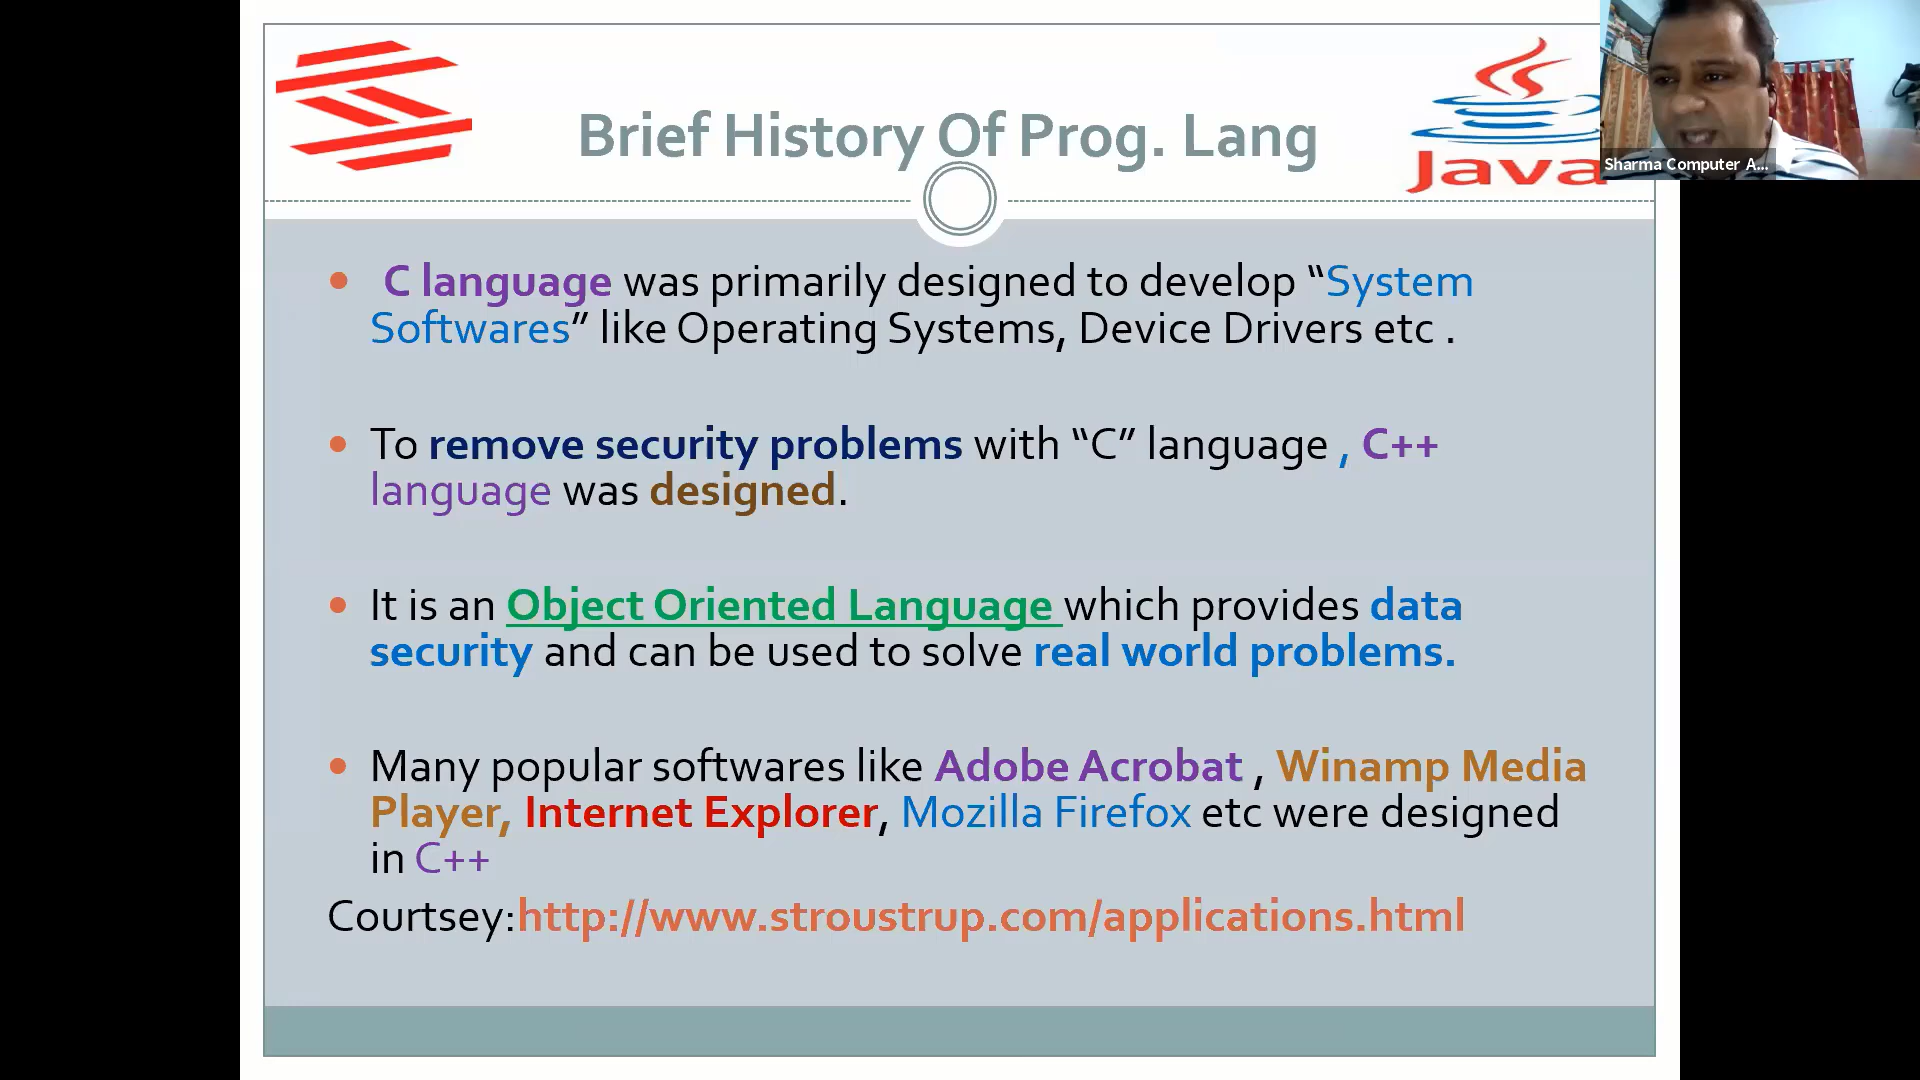 Brief History Of Prog. Lang
Java
Sharma Computer A...
C language was primarily designed to develop “System
Softwares” like Operating Systems, Device Drivers etc .
To remove security problems with “C” language , C++
language was designed.
It is an Object Oriented Language which provides data
security and can be used to solve real world problems.
Many popular softwares like Adobe Acrobat , Winamp Media
Player, Internet Explorer, Mozilla Firefox etc were designed
in C++
Courtsey:http://www.stroustrup.com/applications.html